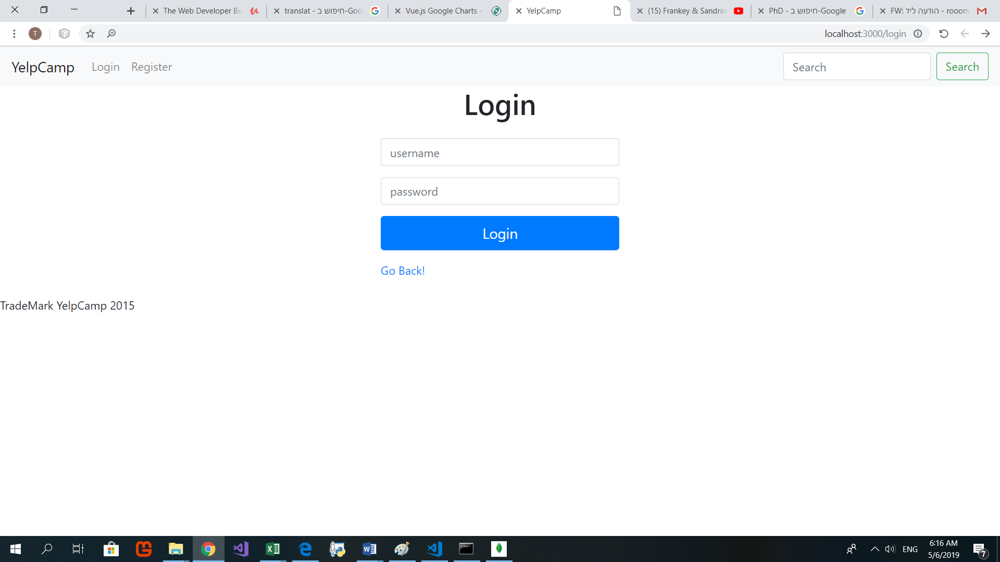 The Web Developer Bo
translat - חיפוש ב-Goo
Vue.js Google Charts -
YelpCamp
(15) Frankey & Sandrin
PhD - חיפוש ב-Google
FW: הודעה ליד - rooom
T
localhost:3000/login
YelpCamp Login Register Search Search
Login
username
password
Login
Go Back!
TradeMark YelpCamp 2015
ENG
6:16 AM
5/6/2019
7